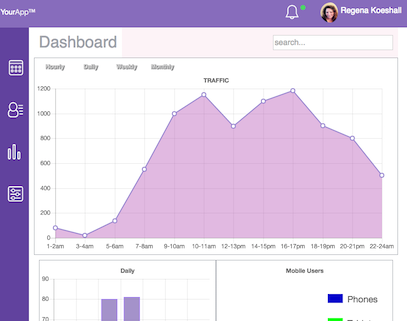 YourApp™
Regena Koeshall
Dashboard
search...
Hourly Daily Weekly Monthly
TRAFFIC
1200
1000
800
600
400
200
0
1-2am 3-4am 5-6am 7-8am 9-10am 10-11am 12-13pm 14-15pm 16-17pm 18-19pm 20-21pm 22-24am
Daily
90
80
70
Mobile Users
Phones